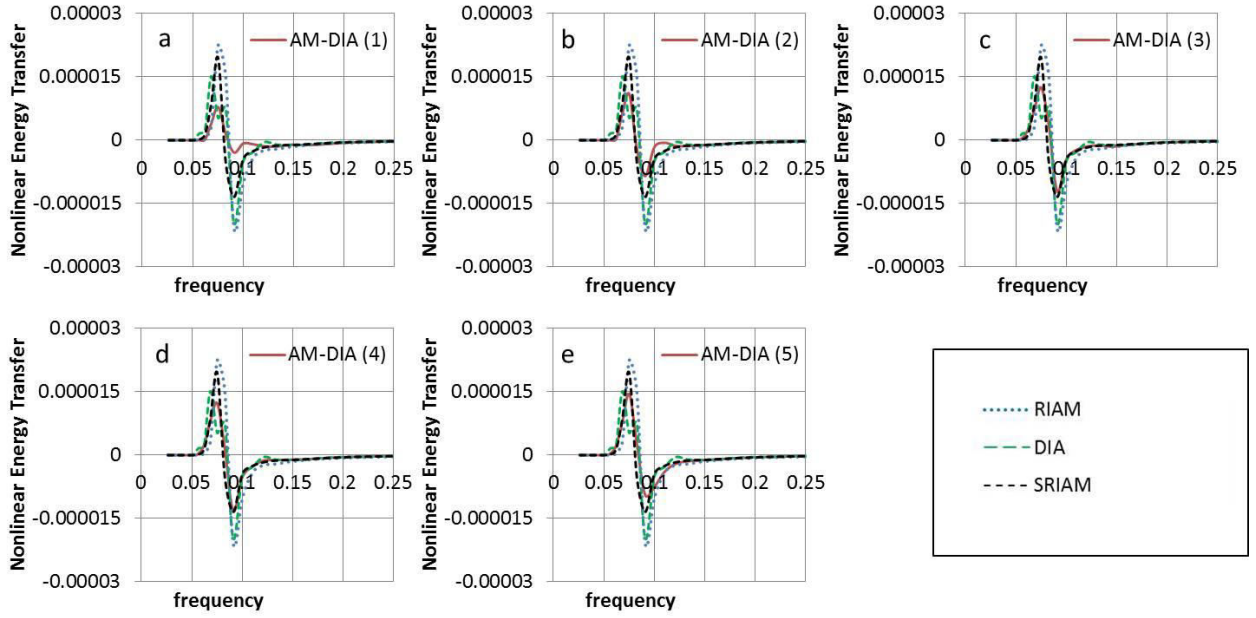 a
AM-DIA (1)
Nonlinear Energy Transfer
0.00003
0.000015
0
-0.000015
-0.00003
0 0.05 0.1 0.15 0.2 0.25
frequency
b
AM-DIA (2)
Nonlinear Energy Transfer
0.00003
0.000015
0
-0.000015
-0.00003
0 0.05 0.1 0.15 0.2 0.25
frequency
c
AM-DIA (3)
Nonlinear Energy Transfer
0.00003
0.000015
0
-0.000015
-0.00003
0 0.05 0.1 0.15 0.2 0.25
frequency
d
AM-DIA (4)
Nonlinear Energy Transfer
0.00003
0.000015
0
-0.000015
-0.00003
0 0.05 0.1 0.15 0.2 0.25
frequency
e
AM-DIA (5)
Nonlinear Energy Transfer
0.00003
0.000015
0
-0.000015
-0.00003
0 0.05 0.1 0.15 0.2 0.25
frequency
RIAM
DIA
SRIAM